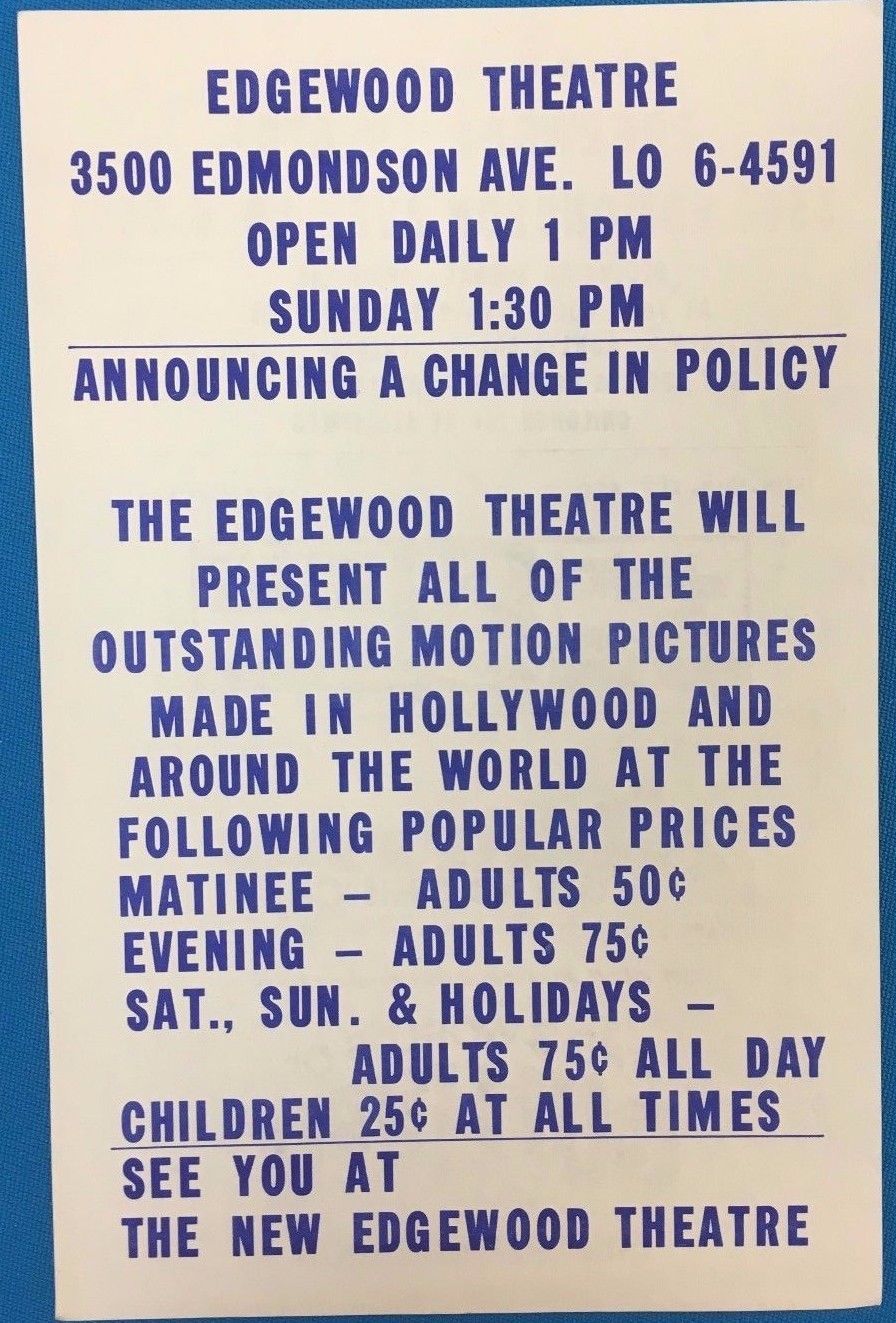 EDGEWOOD THEATRE
3500 EDMONDSON AVE. LO 6-4591
OPEN DAILY 1 PM
SUNDAY 1:30 PM
ANNOUNCING A CHANGE IN POLICY
THE EDGEWOOD THEATRE WILL
PRESENT ALL OF THE
OUTSTANDING MOTION PICTURES
MADE IN HOLLYWOOD AND
AROUND THE WORLD AT THE
FOLLOWING POPULAR PRICES
MATINEE – ADULTS 50¢
EVENING – ADULTS 75¢
SAT., SUN. & HOLIDAYS –
ADULTS 75¢ ALL DAY
CHILDREN 25¢ AT ALL TIMES
SEE YOU AT
THE NEW EDGEWOOD THEATRE